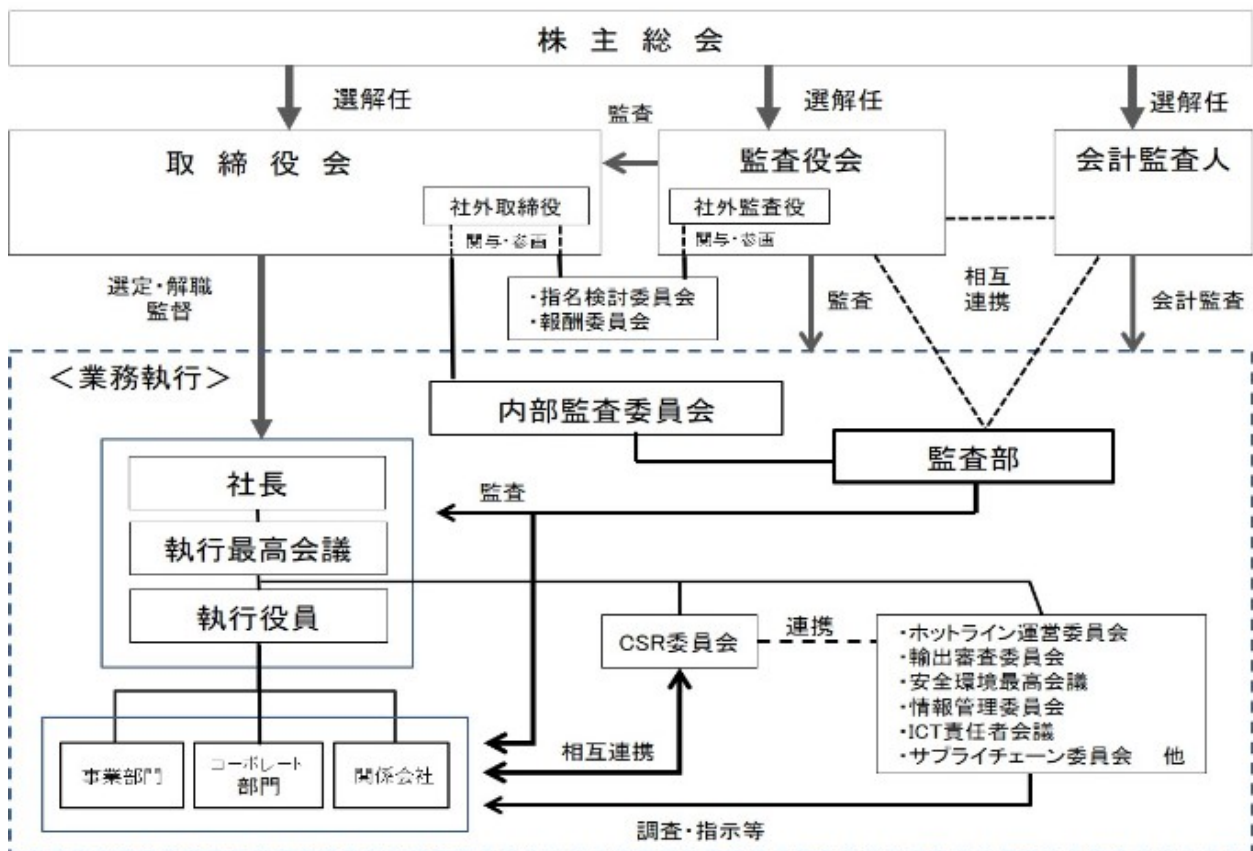 株主総会
選解任
選解任
選解任
監査
取締役会
監査役会
会計監査人
社外取締役
社外監査役
関与・参画
関与・参画
選定・解職
監督
・指名検討委員会
・報酬委員会
監査
相互
連携
会計監査
＜業務執行＞
内部監査委員会
監査部
社長
監査
執行最高会議
執行役員
CSR委員会
連携
・ホットライン運営委員会
・輸出審査委員会
・安全環境最高会議
・情報管理委員会
・ICT責任者会議
・サプライチェーン委員会　他
相互連携
事業部門
コーポレート
部門
関係会社
調査・指示等